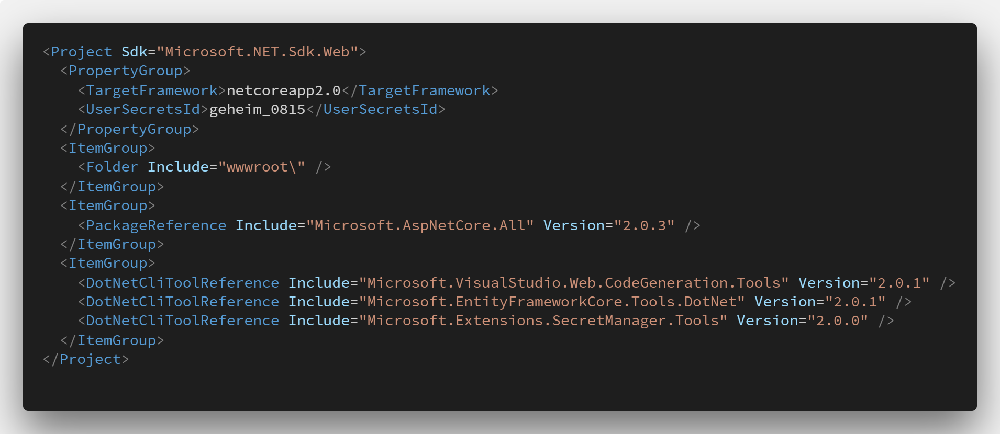 <Project Sdk="Microsoft.NET.Sdk.Web">
  <PropertyGroup>
    <TargetFramework>netcoreapp2.0</TargetFramework>
    <UserSecretsId>geheim_0815</UserSecretsId>
  </PropertyGroup>
  <ItemGroup>
    <Folder Include="wwwroot\" />
  </ItemGroup>
  <ItemGroup>
    <PackageReference Include="Microsoft.AspNetCore.All" Version="2.0.3" />
  </ItemGroup>
  <ItemGroup>
    <DotNetCliToolReference Include="Microsoft.VisualStudio.Web.CodeGeneration.Tools" Version="2.0.1" />
    <DotNetCliToolReference Include="Microsoft.EntityFrameworkCore.Tools.DotNet" Version="2.0.1" />
    <DotNetCliToolReference Include="Microsoft.Extensions.SecretManager.Tools" Version="2.0.0" />
  </ItemGroup>
</Project>